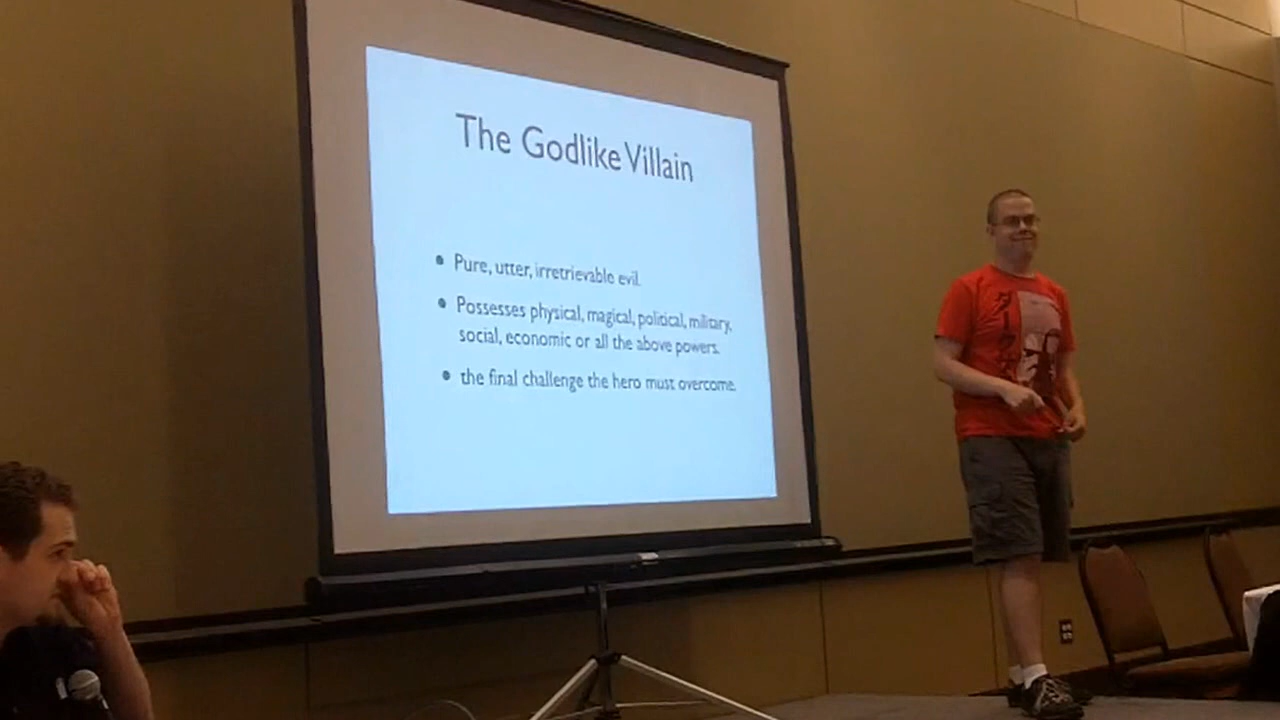 The Godlike Villain
• Pure, utter, irretrievable evil.
• Possesses physical, magical, political, military,
social, economic or all the above powers.
• the final challenge the hero must overcome.